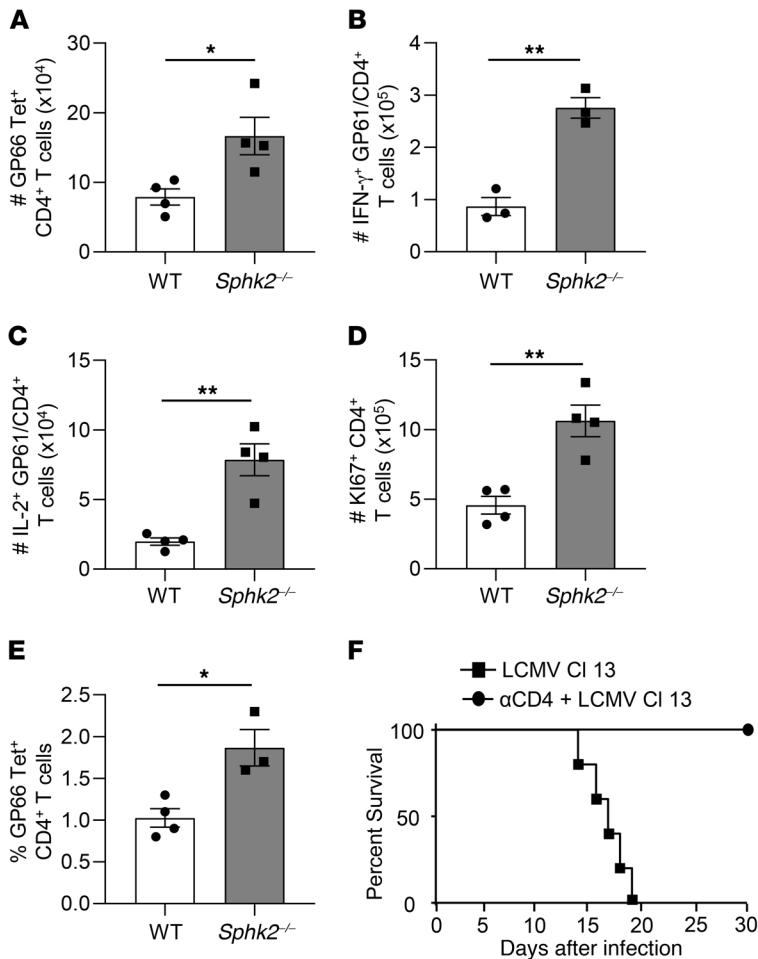 A
# GP66 Tet⁺
CD4⁺ T cells (x10⁴)
30
20
10
0
*
WT
Sphk2⁻/⁻
B
# IFN-γ⁺ GP61/CD4⁺
T cells (x10⁵)
4
3
2
1
0
**
WT
Sphk2⁻/⁻
C
# IL-2⁺ GP61/CD4⁺
T cells (x10⁴)
15
10
5
0
**
WT
Sphk2⁻/⁻
D
# KI67⁺ CD4⁺
T cells (x10⁵)
15
10
5
0
**
WT
Sphk2⁻/⁻
E
% GP66 Tet⁺
CD4⁺ T cells
2.5
2.0
1.5
1.0
0.5
0.0
*
WT
Sphk2⁻/⁻
F
LCMV Cl 13
αCD4 + LCMV Cl 13
Percent Survival
100
50
0
0 5 10 15 20 30
Days after infection